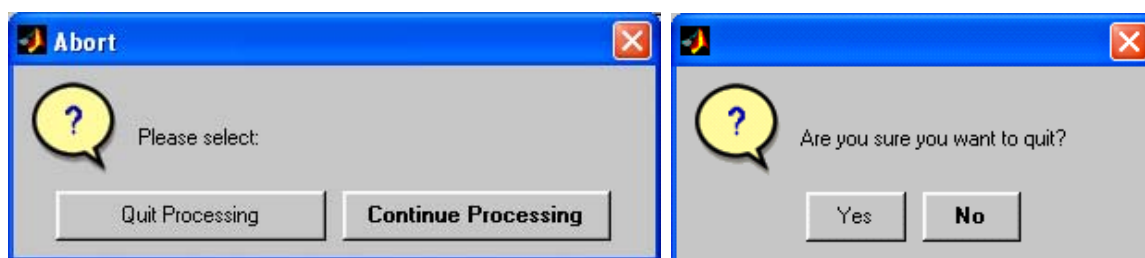 Abort
?
Please select:
Quit Processing Continue Processing
?
Are you sure you want to quit?
Yes No